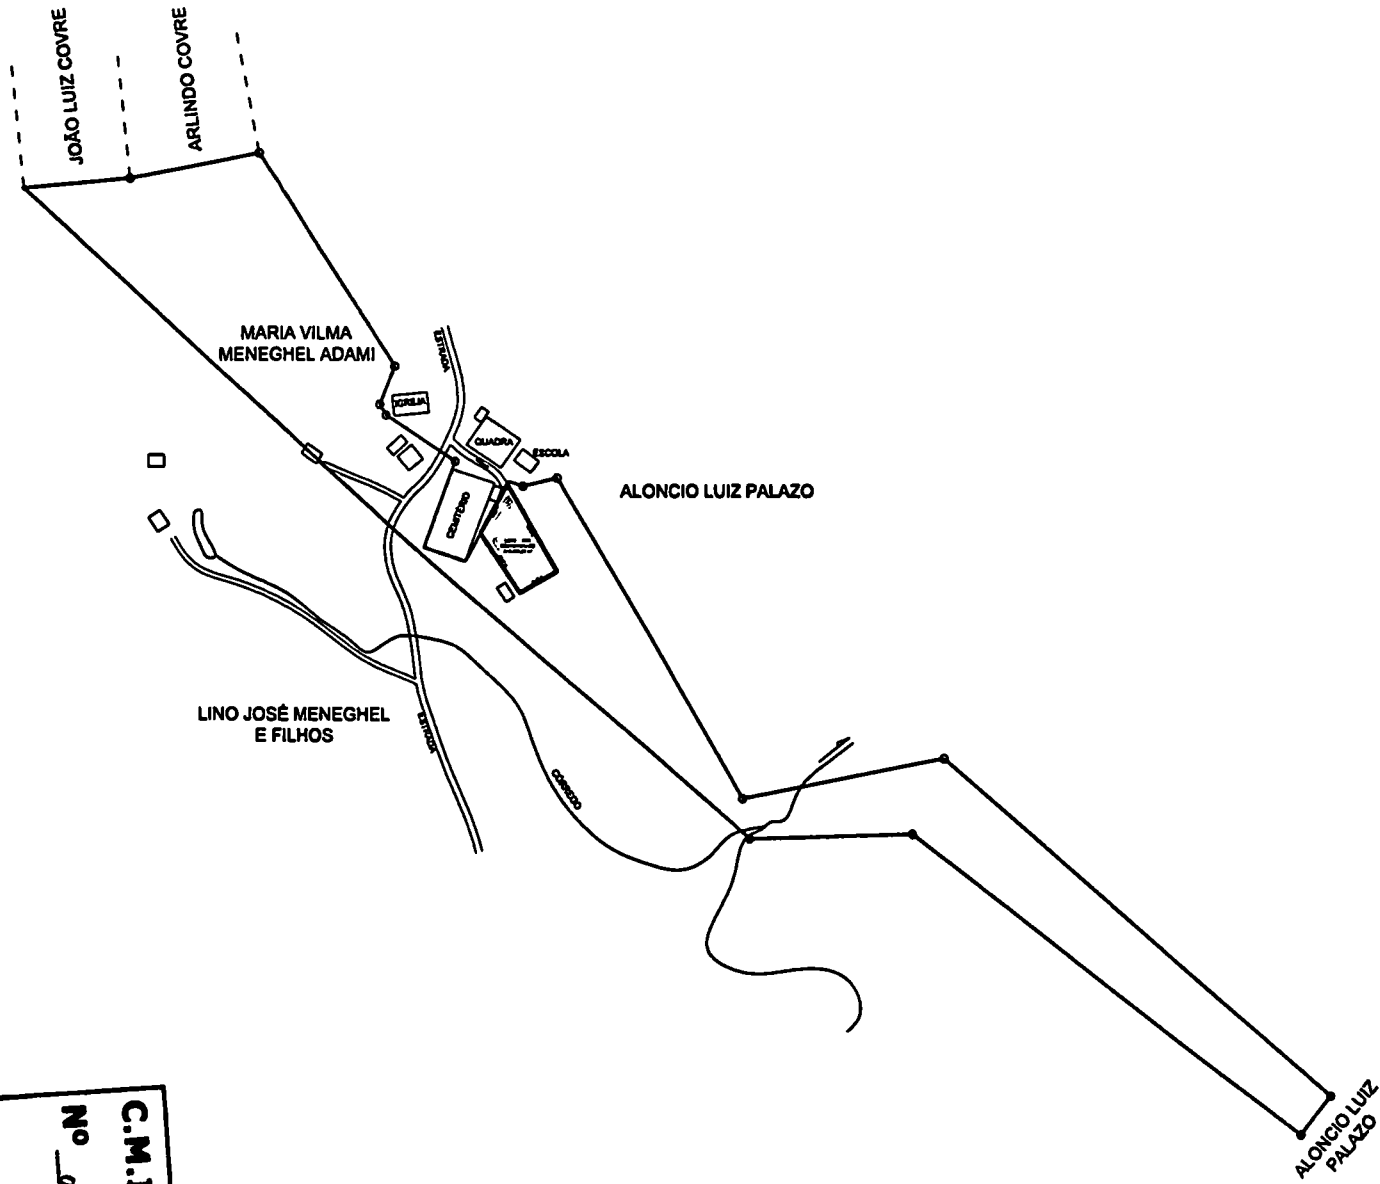 JOÃO LUIZ COVRE
ARLINDO COVRE
MARIA VILMA
MENEGHEL ADAMI
ESTRADA
IGREJA
QUADRA
ESCOLA
ALONCIO LUIZ PALAZO
CEMITÉRIO
LINO JOSÉ MENEGHEL
E FILHOS
ESTRADA
CÓRREGO
ALONCIO LUIZ
PALAZO
C.M.
Nº